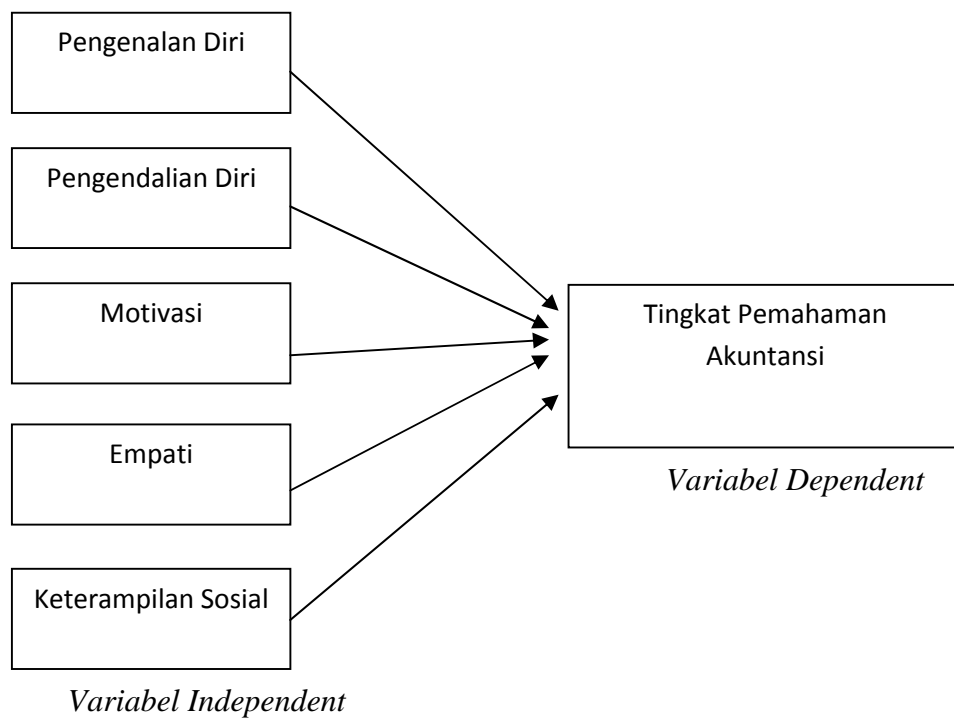 Pengenalan Diri
Pengendalian Diri
Motivasi
Empati
Keterampilan Sosial
Variabel Independent
Tingkat Pemahaman
Akuntansi
Variabel Dependent